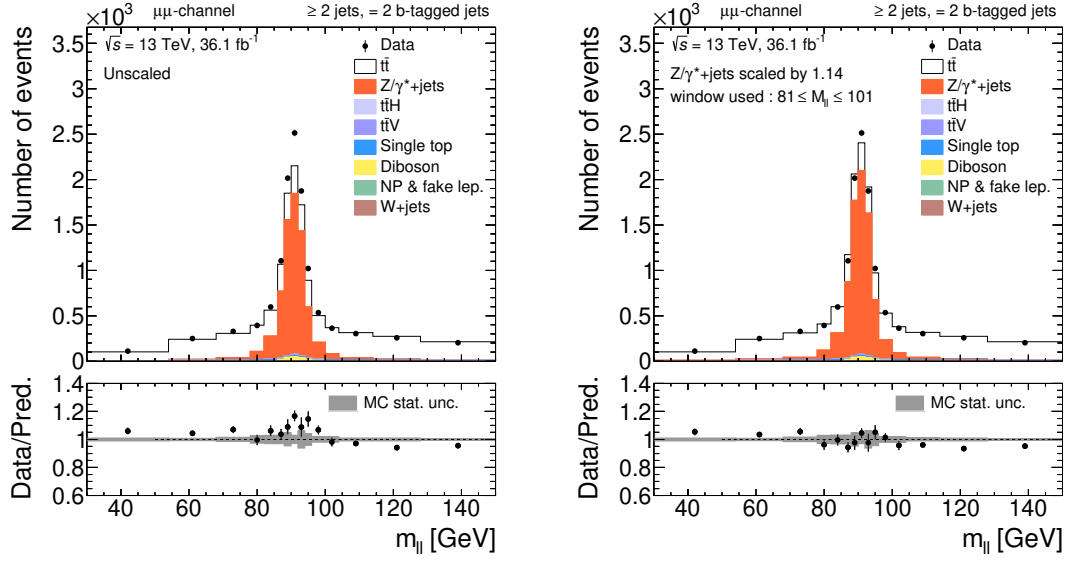 ×10³ μμ-channel ≥ 2 jets, = 2 b-tagged jets
√s = 13 TeV, 36.1 fb⁻¹
Unscaled
Data
tt̄
Z/γ*+jets
tt̄H
tt̄V
Single top
Diboson
NP & fake lep.
W+jets
Number of events
3.5
3
2.5
2
1.5
1
0.5
0
MC stat. unc.
Data/Pred.
1.4
1.2
1
0.8
0.6
40 60 80 100 120 140
m_ll [GeV]
×10³ μμ-channel ≥ 2 jets, = 2 b-tagged jets
√s = 13 TeV, 36.1 fb⁻¹
Z/γ*+jets scaled by 1.14
window used : 81 ≤ M_ll ≤ 101
Data
tt̄
Z/γ*+jets
tt̄H
tt̄V
Single top
Diboson
NP & fake lep.
W+jets
Number of events
3.5
3
2.5
2
1.5
1
0.5
0
MC stat. unc.
Data/Pred.
1.4
1.2
1
0.8
0.6
40 60 80 100 120 140
m_ll [GeV]